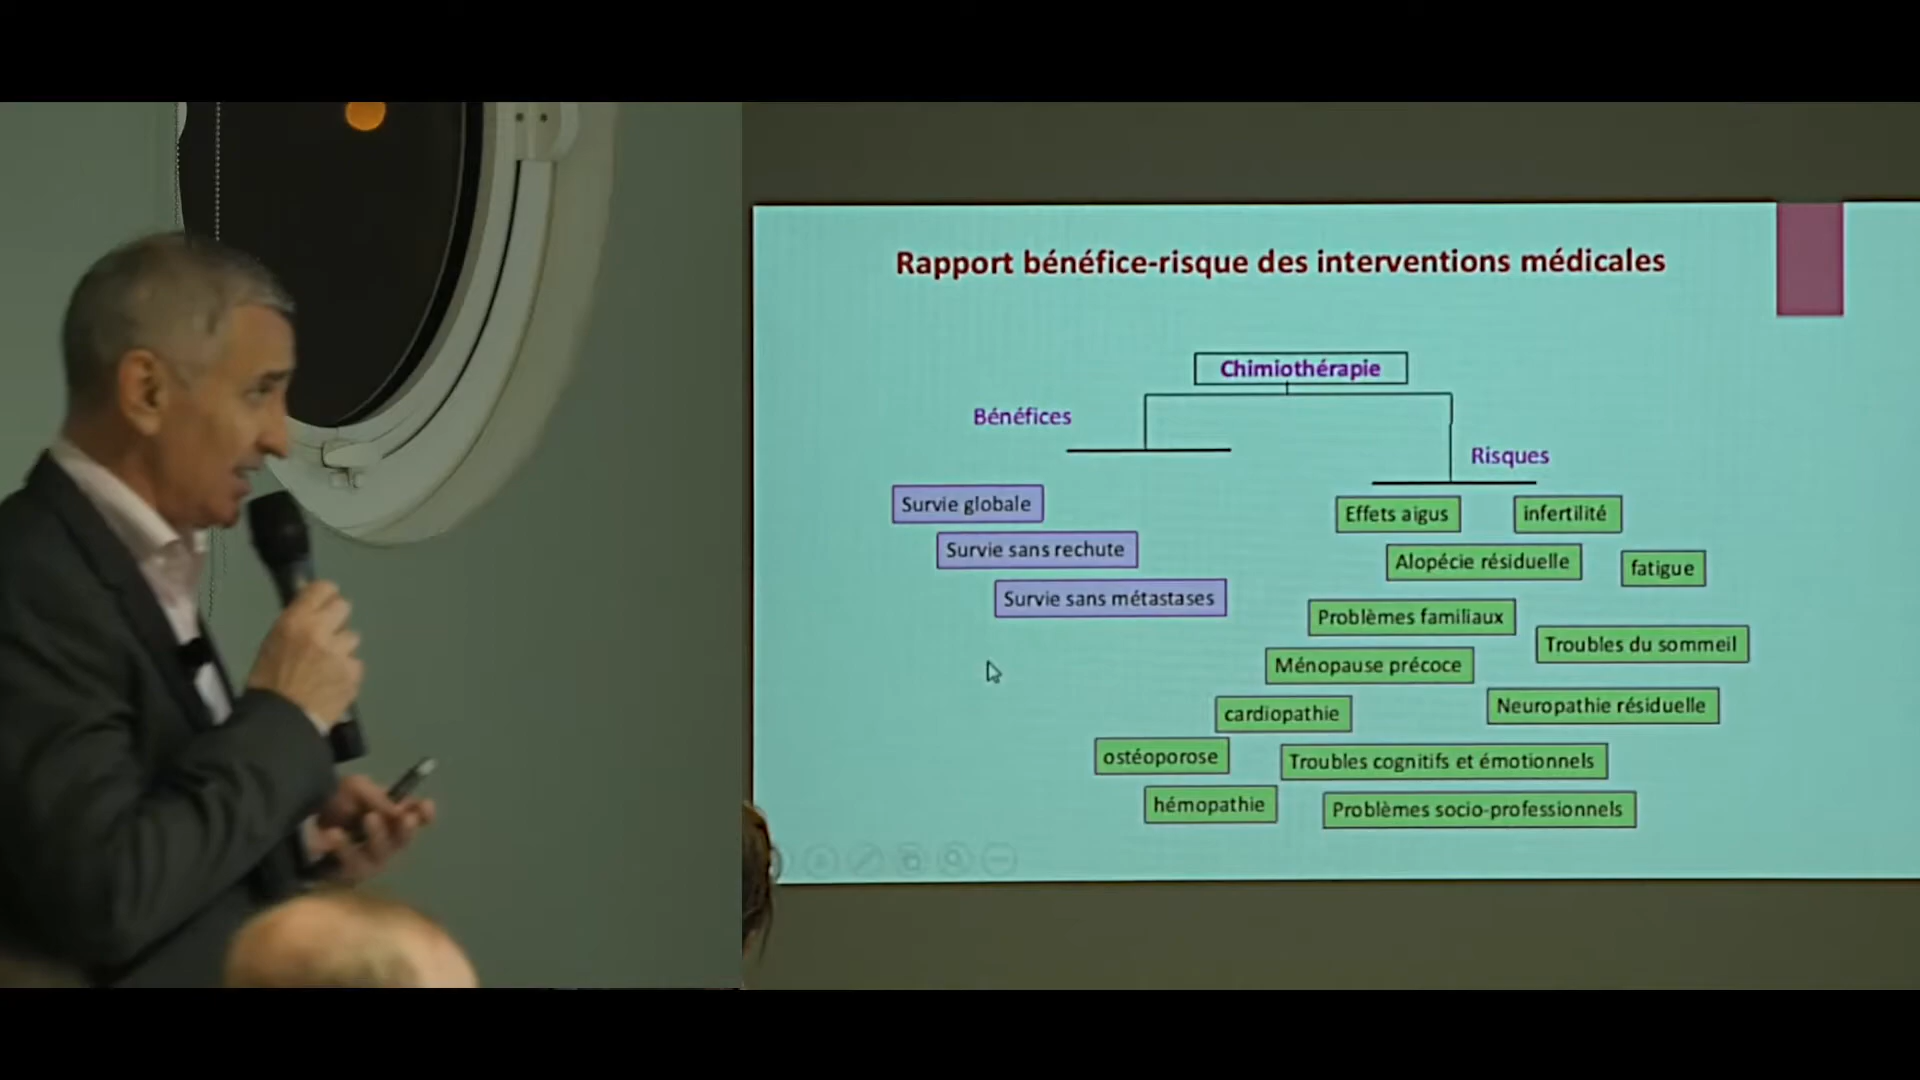 Rapport bénéfice-risque des interventions médicales
Chimiothérapie
Bénéfices
Risques
Survie globale
Survie sans rechute
Survie sans métastases
Effets aigus
infertilité
Alopécie résiduelle
fatigue
Problèmes familiaux
Troubles du sommeil
Ménopause précoce
Neuropathie résiduelle
cardiopathie
ostéoporose
Troubles cognitifs et émotionnels
hémopathie
Problèmes socio-professionnels